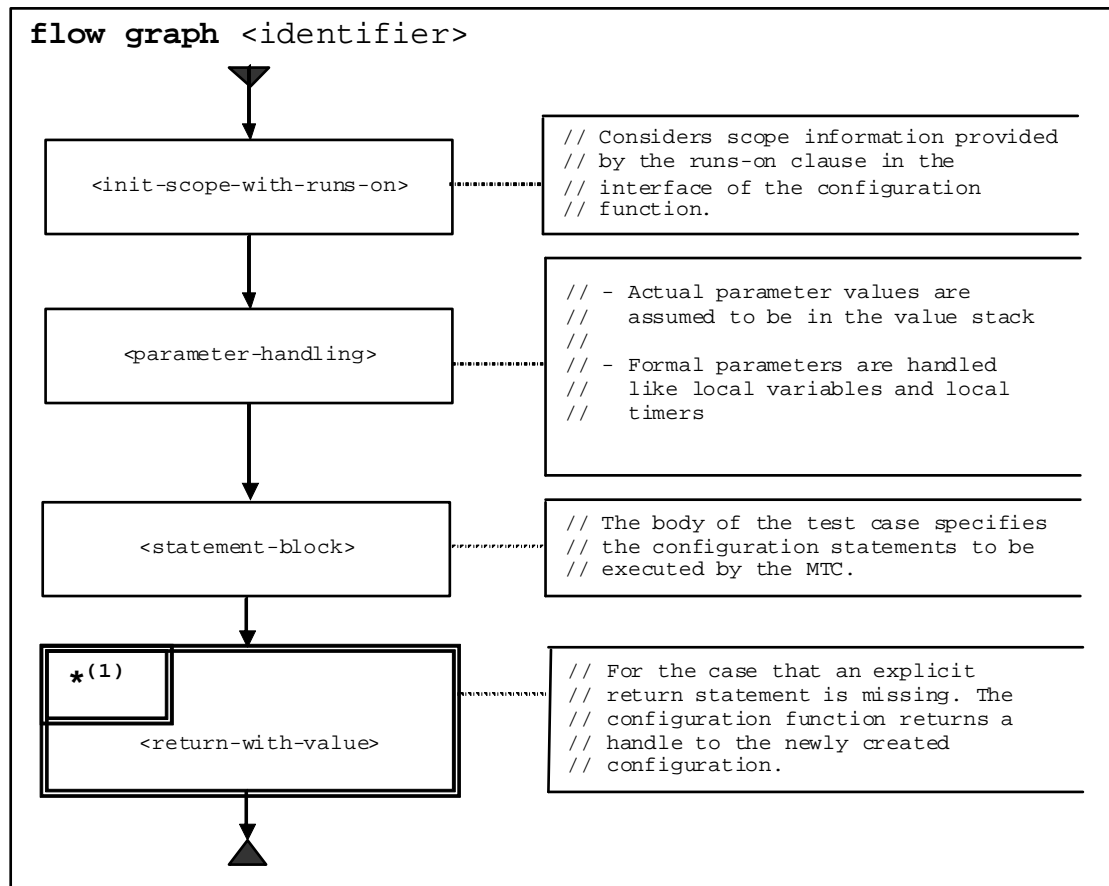 flow graph <identifier>
<init-scope-with-runs-on>
// Considers scope information provided
// by the runs-on clause in the
// interface of the configuration
// function.
<parameter-handling>
// - Actual parameter values are
//   assumed to be in the value stack
//
// - Formal parameters are handled
//   like local variables and local
//   timers
<statement-block>
// The body of the test case specifies
// the configuration statements to be
// executed by the MTC.
*(1)
<return-with-value>
// For the case that an explicit
// return statement is missing. The
// configuration function returns a
// handle to the newly created
// configuration.